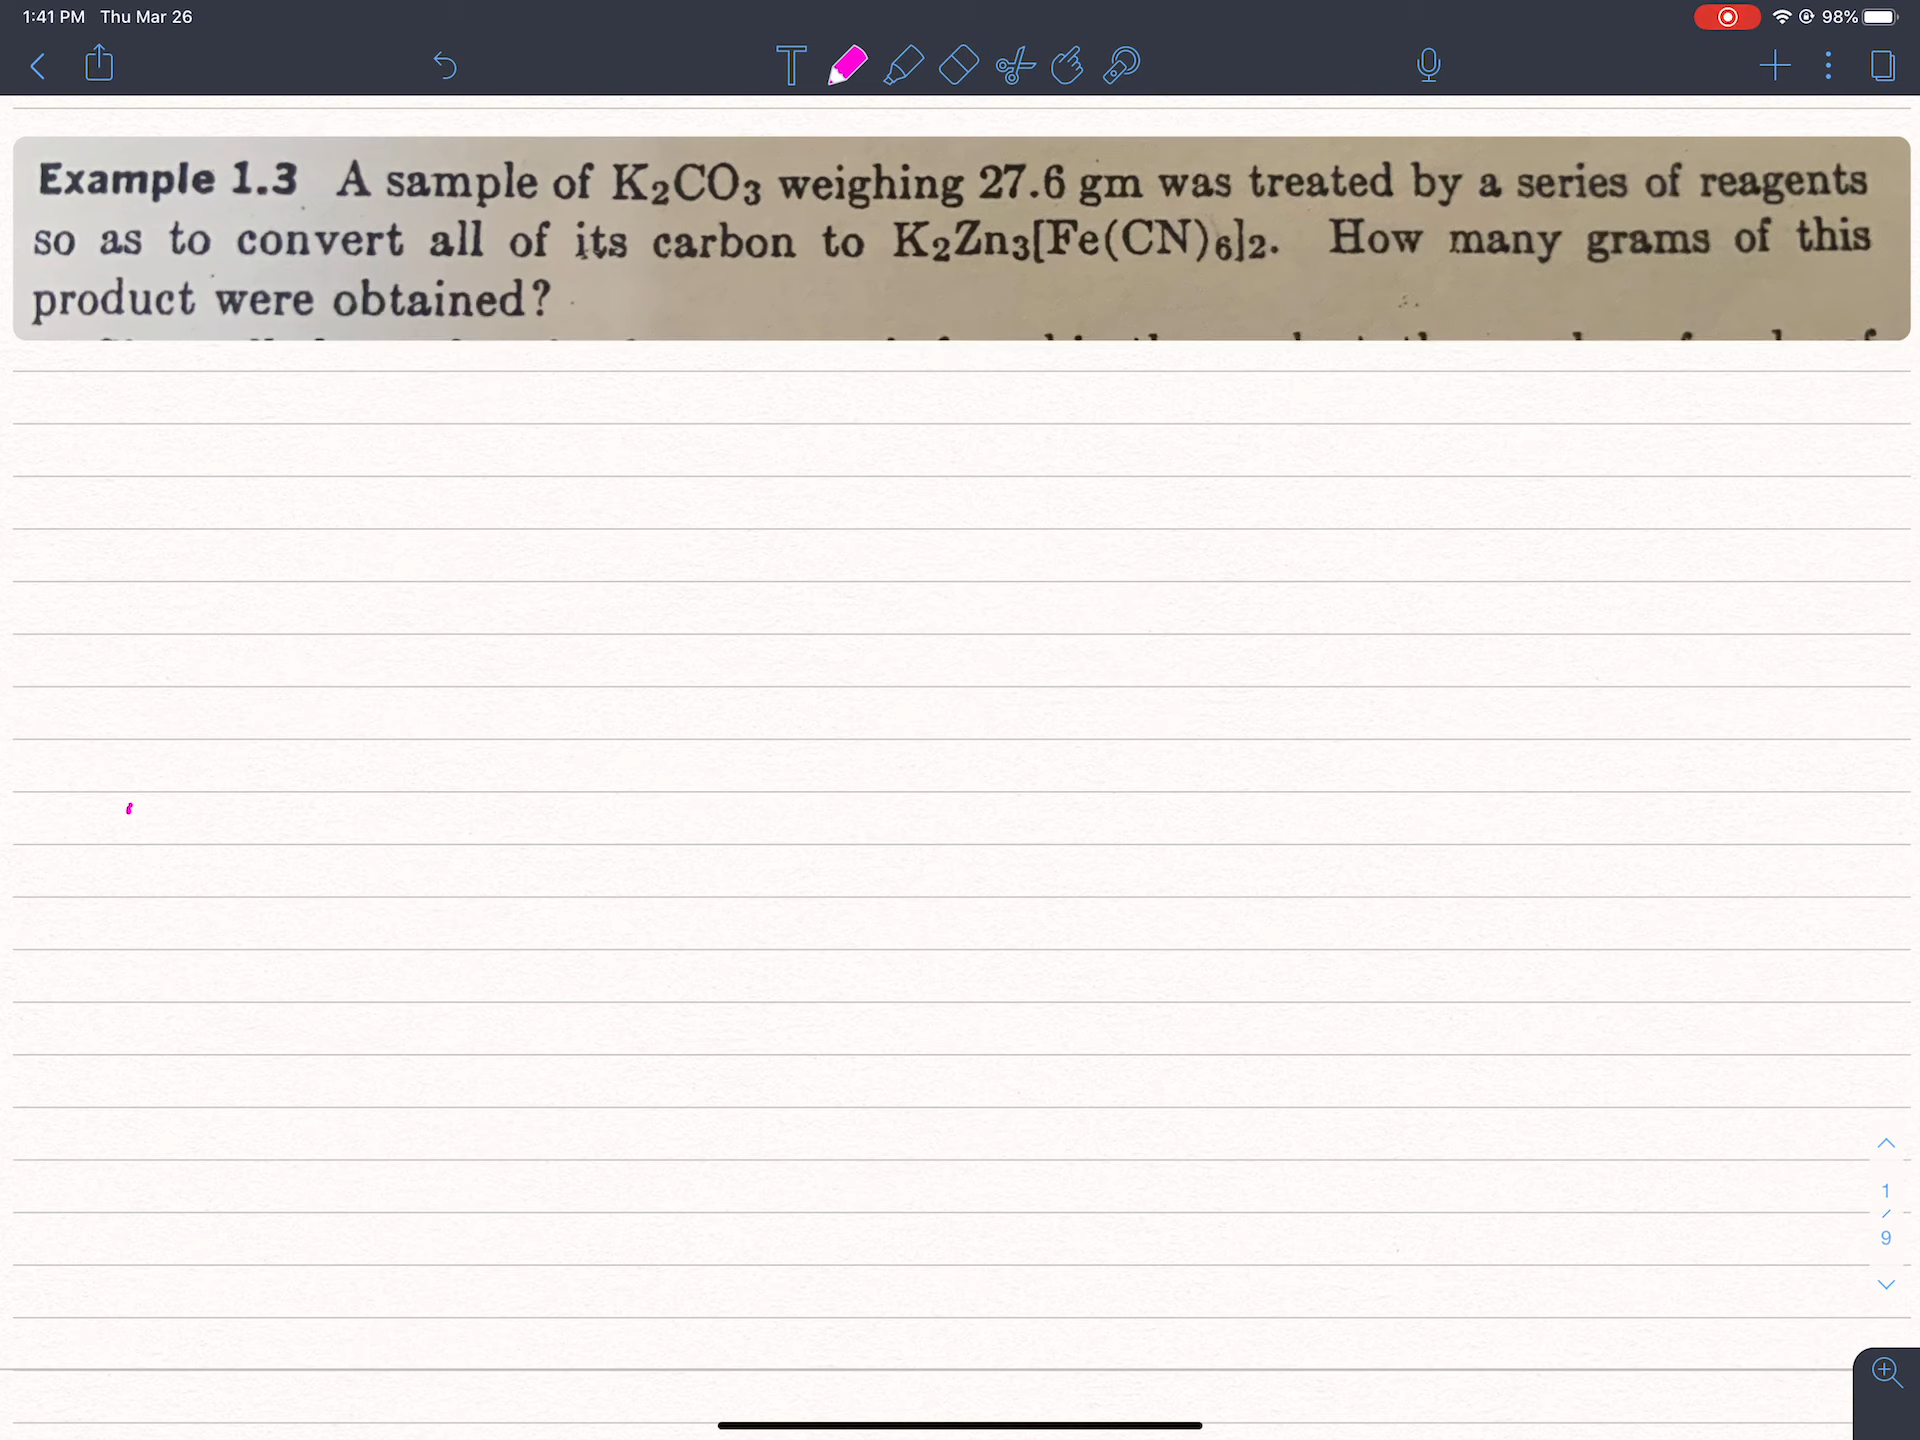 1:41 PM Thu Mar 26
98%
T
Example 1.3 A sample of K₂CO₃ weighing 27.6 gm was treated by a series of reagents
so as to convert all of its carbon to K₂Zn₃[Fe(CN)₆]₂. How many grams of this
product were obtained?
1
/
9